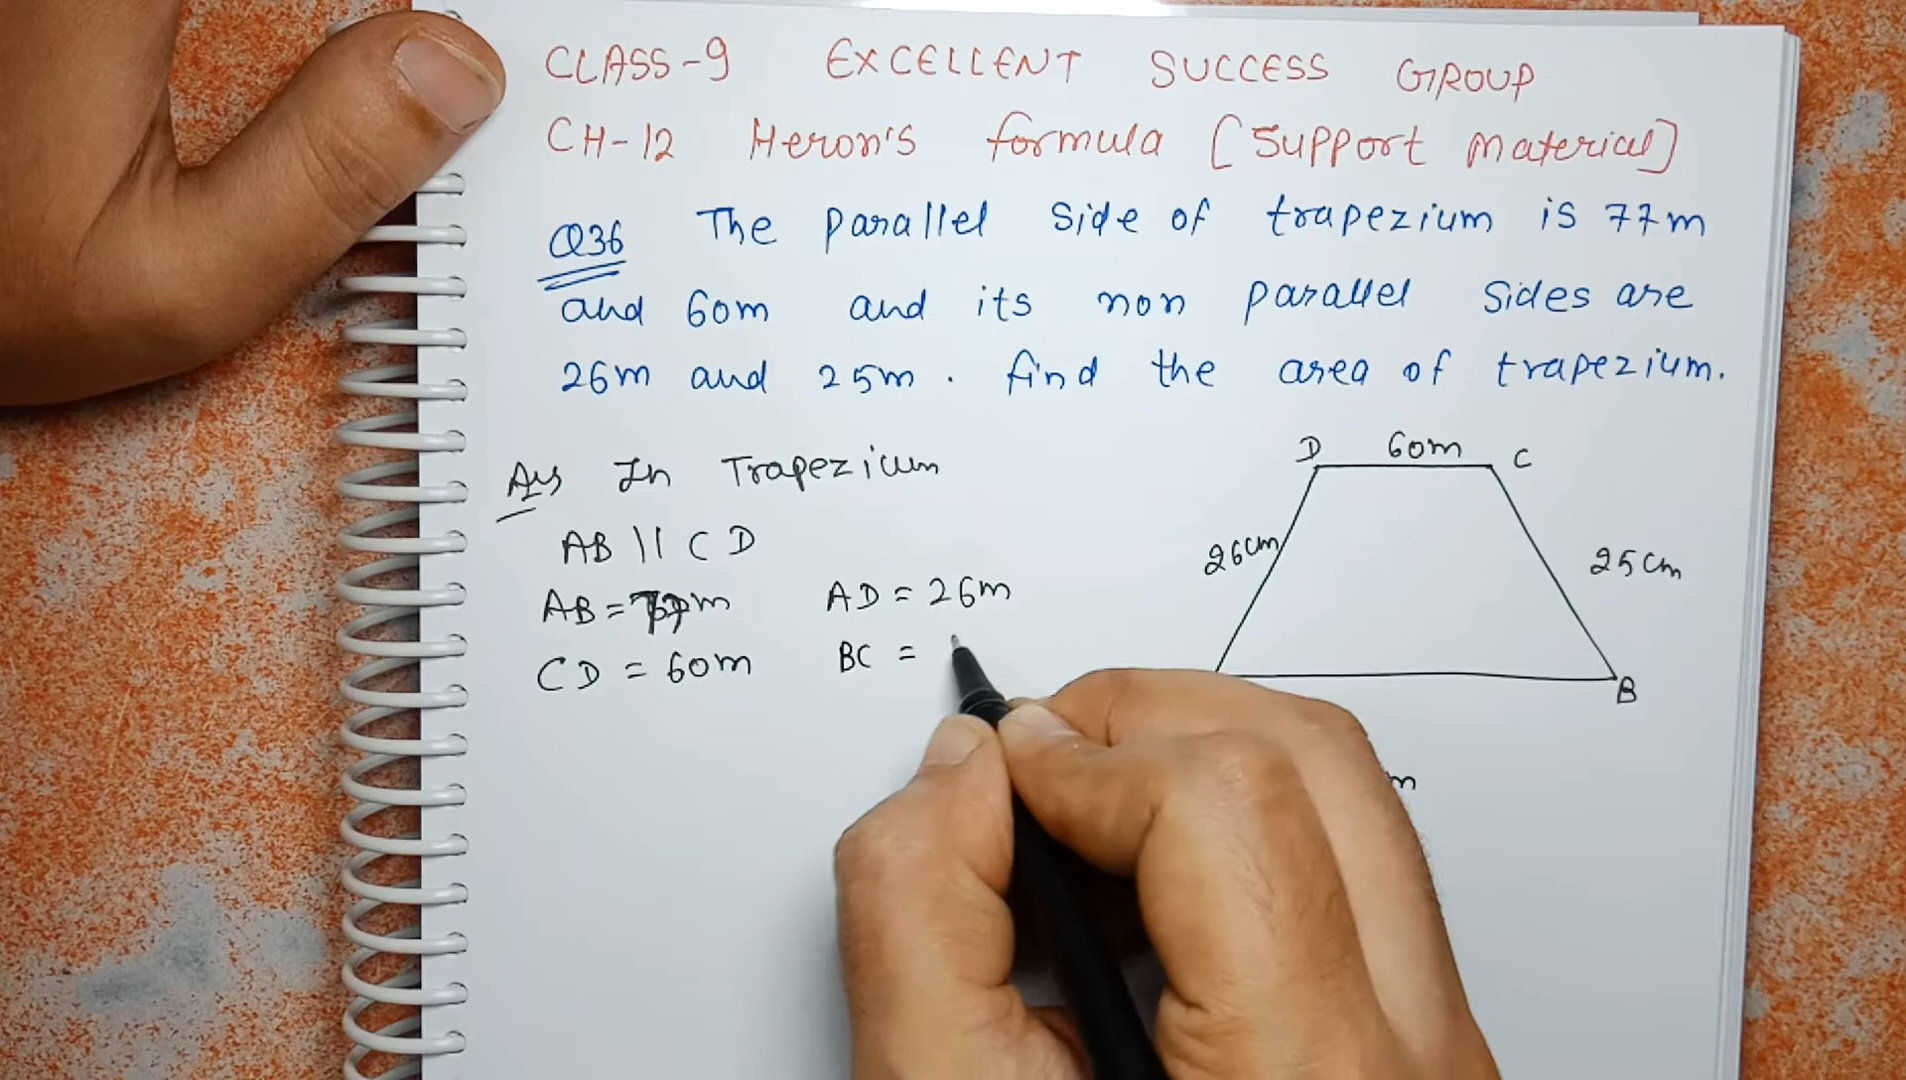 CLASS-9 EXCELLENT SUCCESS GROUP
CH-12 Heron's formula [Support Material]
Q36 The parallel side of trapezium is 77m
and 60m and its non parallel sides are
26m and 25m. find the area of trapezium.
Ans In Trapezium
AB || CD
AB = 77m AD = 26m
CD = 60m BC =
D 60m C
26cm
25cm
B
m